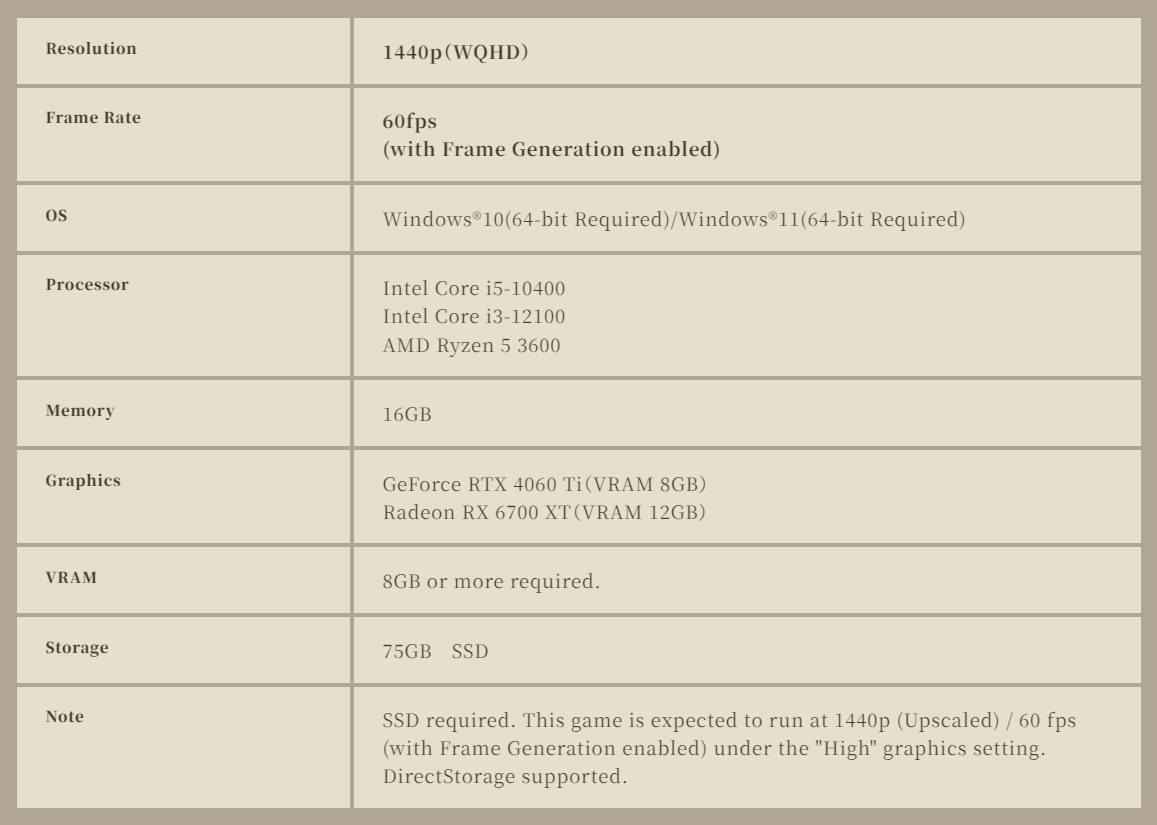 Resolution
1440p(WQHD)
Frame Rate
60fps
(with Frame Generation enabled)
OS
Windows®10(64-bit Required)/Windows®11(64-bit Required)
Processor
Intel Core i5-10400
Intel Core i3-12100
AMD Ryzen 5 3600
Memory
16GB
Graphics
GeForce RTX 4060 Ti(VRAM 8GB)
Radeon RX 6700 XT(VRAM 12GB)
VRAM
8GB or more required.
Storage
75GB　SSD
Note
SSD required. This game is expected to run at 1440p (Upscaled) / 60 fps
(with Frame Generation enabled) under the "High" graphics setting.
DirectStorage supported.